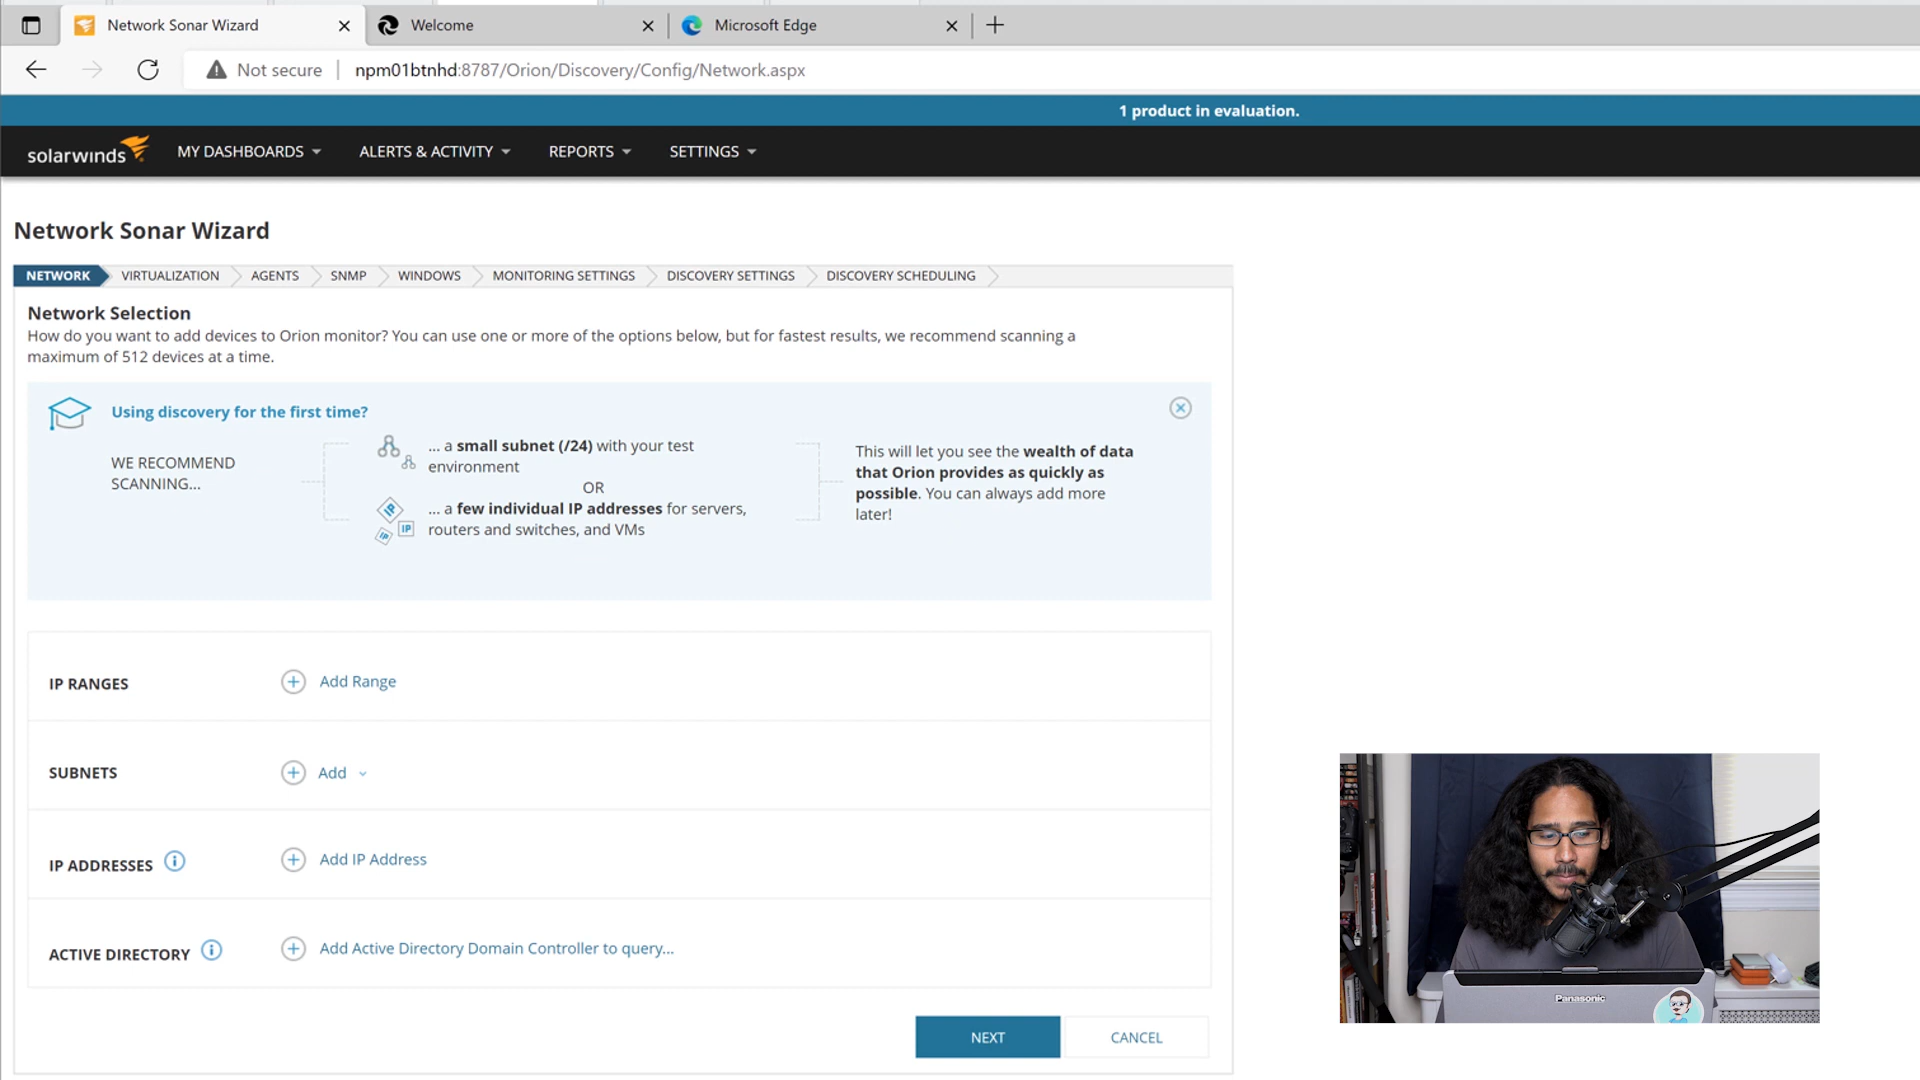 Network Sonar Wizard
Welcome
Microsoft Edge
Not secure
npm01btnhd:8787/Orion/Discovery/Config/Network.aspx
1 product in evaluation.
solarwinds
MY DASHBOARDS
ALERTS & ACTIVITY
REPORTS
SETTINGS
Network Sonar Wizard
NETWORK
VIRTUALIZATION
AGENTS
SNMP
WINDOWS
MONITORING SETTINGS
DISCOVERY SETTINGS
DISCOVERY SCHEDULING
Network Selection
How do you want to add devices to Orion monitor? You can use one or more of the options below, but for fastest results, we recommend scanning a
maximum of 512 devices at a time.
Using discovery for the first time?
WE RECOMMEND
SCANNING...
... a small subnet (/24) with your test
environment
OR
... a few individual IP addresses for servers,
routers and switches, and VMs
IP
IP
IP
This will let you see the wealth of data
that Orion provides as quickly as
possible. You can always add more
later!
IP RANGES
Add Range
SUBNETS
Add
IP ADDRESSES
Add IP Address
ACTIVE DIRECTORY
Add Active Directory Domain Controller to query...
NEXT
CANCEL
Panasonic